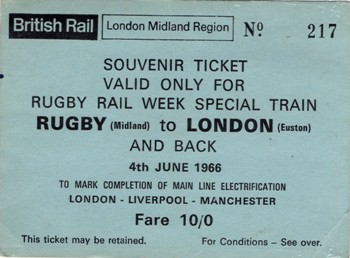 British Rail London Midland Region Nº 217
SOUVENIR TICKET
VALID ONLY FOR
RUGBY RAIL WEEK SPECIAL TRAIN
RUGBY (Midland) to LONDON (Euston)
AND BACK
4th JUNE 1966
TO MARK COMPLETION OF MAIN LINE ELECTRIFICATION
LONDON - LIVERPOOL - MANCHESTER
Fare 10/0
This ticket may be retained. For Conditions – See over.